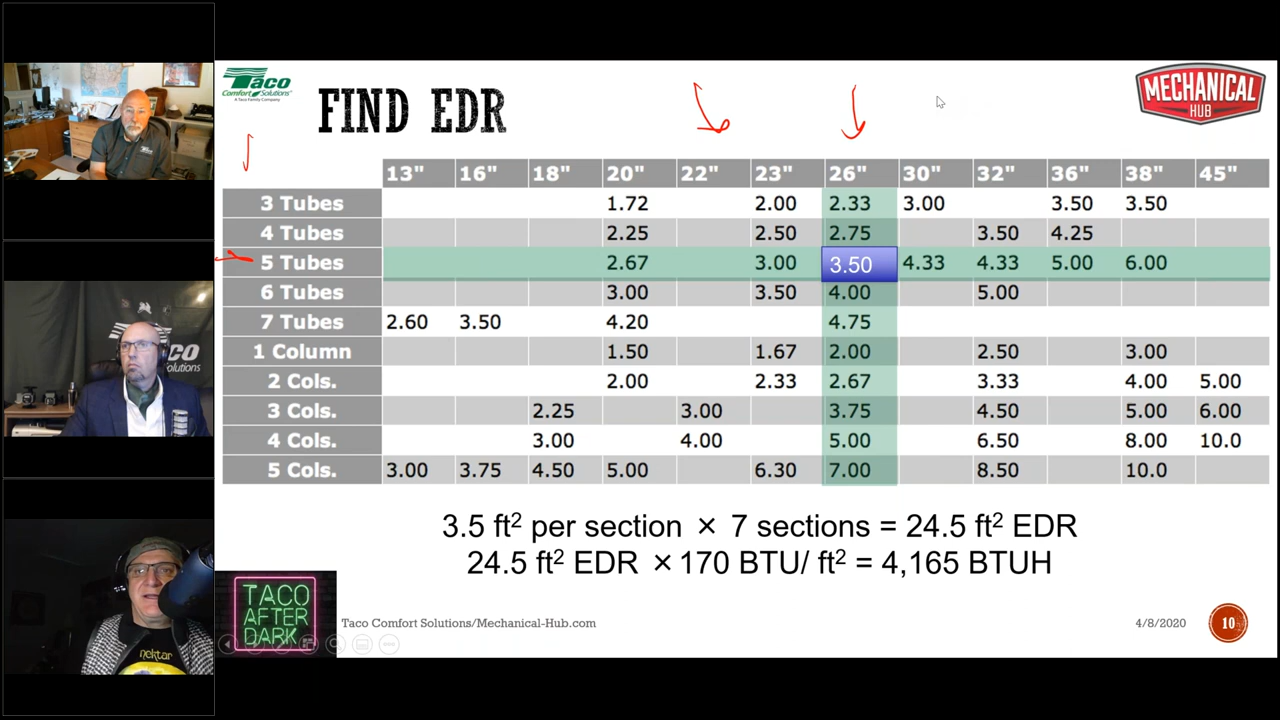 Taco
Comfort Solutions®
A Taco Family Company
FIND EDR
MECHANICAL
HUB
13" 16" 18" 20" 22" 23" 26" 30" 32" 36" 38" 45"
3 Tubes 1.72 2.00 2.33 3.00 3.50 3.50
4 Tubes 2.25 2.50 2.75 3.50 4.25
5 Tubes 2.67 3.00 3.50 4.33 4.33 5.00 6.00
6 Tubes 3.00 3.50 4.00 5.00
7 Tubes 2.60 3.50 4.20 4.75
1 Column 1.50 1.67 2.00 2.50 3.00
2 Cols. 2.00 2.33 2.67 3.33 4.00 5.00
3 Cols. 2.25 3.00 3.75 4.50 5.00 6.00
4 Cols. 3.00 4.00 5.00 6.50 8.00 10.0
5 Cols. 3.00 3.75 4.50 5.00 6.30 7.00 8.50 10.0
3.5 ft² per section × 7 sections = 24.5 ft² EDR
24.5 ft² EDR × 170 BTU/ ft² = 4,165 BTUH
TACO
AFTER
DARK
Taco Comfort Solutions/Mechanical-Hub.com
4/8/2020
10
nektar